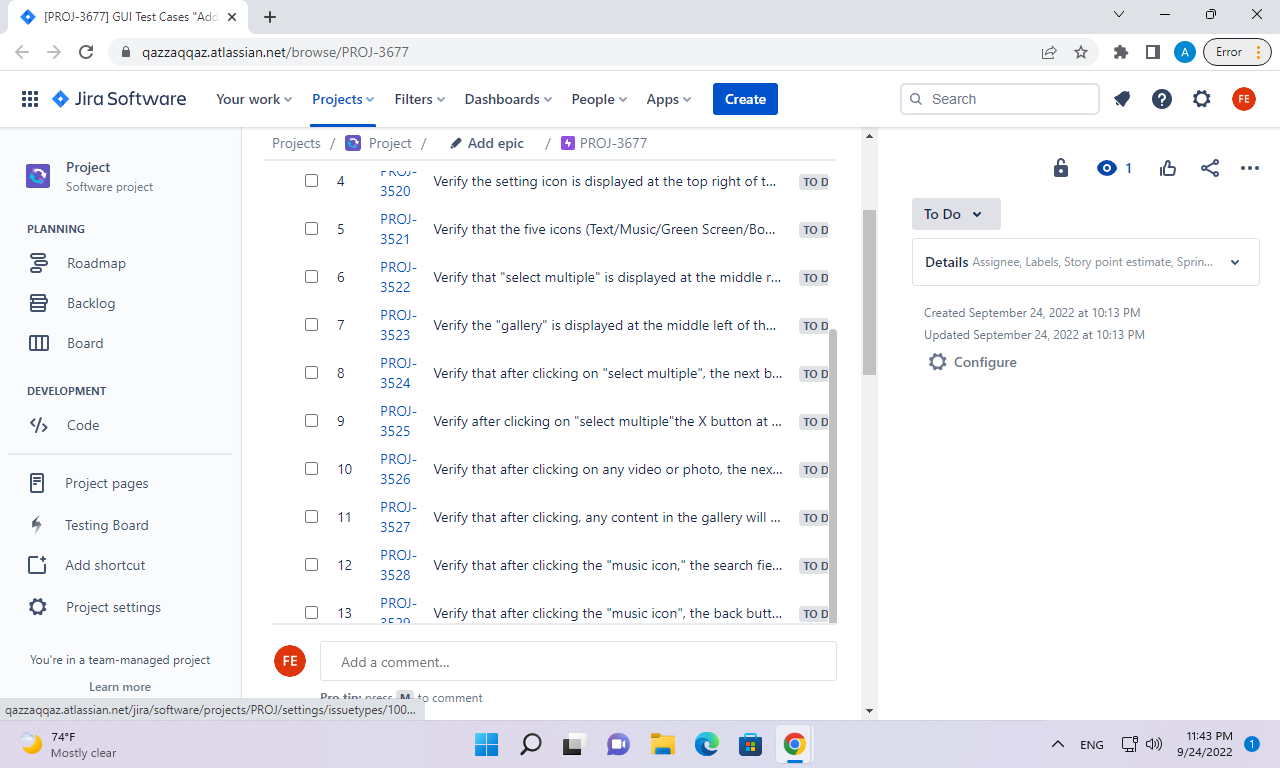 [PROJ-3677] GUI Test Cases "Add
qazzaqqaz.atlassian.net/browse/PROJ-3677
A
Error
Jira Software
Your work
Projects
Filters
Dashboards
People
Apps
Create
Search
FE
Project
Software project
PLANNING
Roadmap
Backlog
Board
DEVELOPMENT
Code
Project pages
Testing Board
Add shortcut
Project settings
You're in a team-managed project
Learn more
qazzaqqaz.atlassian.net/jira/software/projects/PROJ/settings/issuetypes/100...
Projects / Project / Add epic / PROJ-3677
4 PROJ-3520 Verify the setting icon is displayed at the top right of t... TO D
5 PROJ-3521 Verify that the five icons (Text/Music/Green Screen/Bo... TO D
6 PROJ-3522 Verify that "select multiple" is displayed at the middle r... TO D
7 PROJ-3523 Verify the "gallery" is displayed at the middle left of th... TO D
8 PROJ-3524 Verify that after clicking on "select multiple", the next b... TO D
9 PROJ-3525 Verify after clicking on "select multiple"the X button at ... TO D
10 PROJ-3526 Verify that after clicking on any video or photo, the nex... TO D
11 PROJ-3527 Verify that after clicking, any content in the gallery will ... TO D
12 PROJ-3528 Verify that after clicking the "music icon," the search fie... TO D
13 PROJ-3529 Verify that after clicking the "music icon", the back butt... TO D
FE
Add a comment...
Pro tip: press M to comment
1
To Do
Details Assignee, Labels, Story point estimate, Sprin...
Created September 24, 2022 at 10:13 PM
Updated September 24, 2022 at 10:13 PM
Configure
74°F
Mostly clear
ENG
11:43 PM
9/24/2022
1